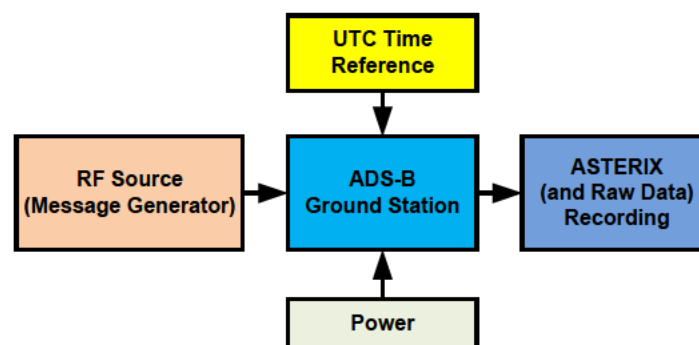 UTC Time
Reference
RF Source
(Message Generator)
ADS-B
Ground Station
ASTERIX
(and Raw Data)
Recording
Power